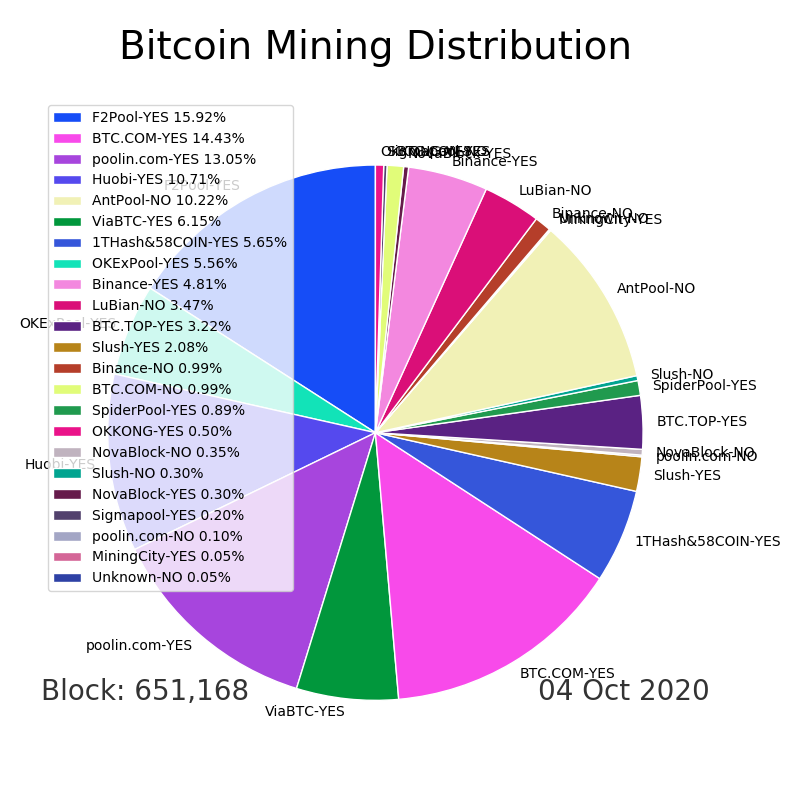 Bitcoin Mining Distribution
F2Pool-YES 15.92%
BTC.COM-YES 14.43%
poolin.com-YES 13.05%
Huobi-YES 10.71%
AntPool-NO 10.22%
ViaBTC-YES 6.15%
1THash&58COIN-YES 5.65%
OKExPool-YES 5.56%
Binance-YES 4.81%
LuBian-NO 3.47%
BTC.TOP-YES 3.22%
Slush-YES 2.08%
Binance-NO 0.99%
BTC.COM-NO 0.99%
SpiderPool-YES 0.89%
OKKONG-YES 0.50%
NovaBlock-NO 0.35%
Slush-NO 0.30%
NovaBlock-YES 0.30%
Sigmapool-YES 0.20%
poolin.com-NO 0.10%
MiningCity-YES 0.05%
Unknown-NO 0.05%
Binance-YES
LuBian-NO
Binance-NO
MiningCity-YES
AntPool-NO
Slush-NO
SpiderPool-YES
BTC.TOP-YES
NovaBlock-NO
poolin.com-NO
Slush-YES
1THash&58COIN-YES
BTC.COM-YES
ViaBTC-YES
poolin.com-YES
Huobi-YES
F2Pool-YES
Block: 651,168
04 Oct 2020